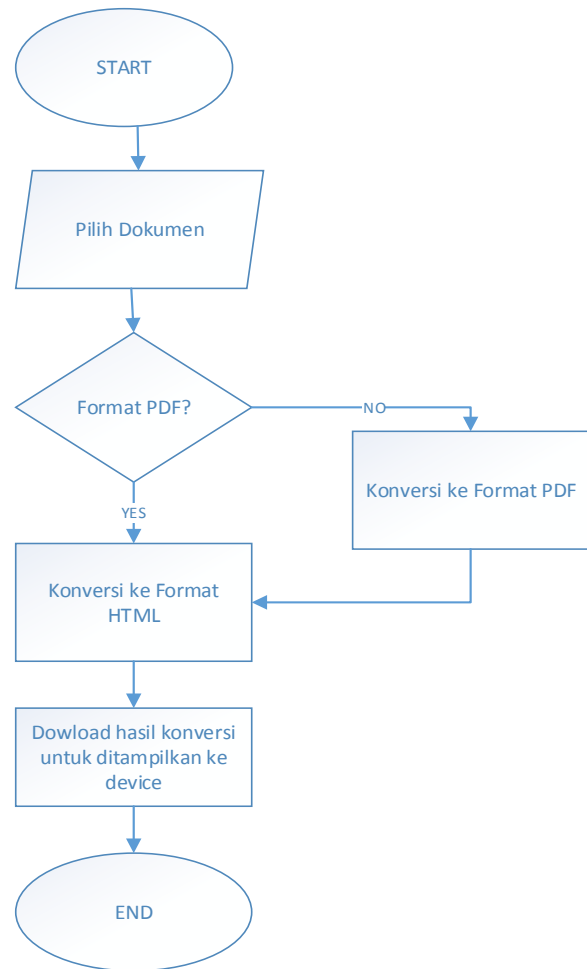 START
Pilih Dokumen
Format PDF?
NO
Konversi ke Format PDF
YES
Konversi ke Format
HTML
Dowload hasil konversi
untuk ditampilkan ke
device
END